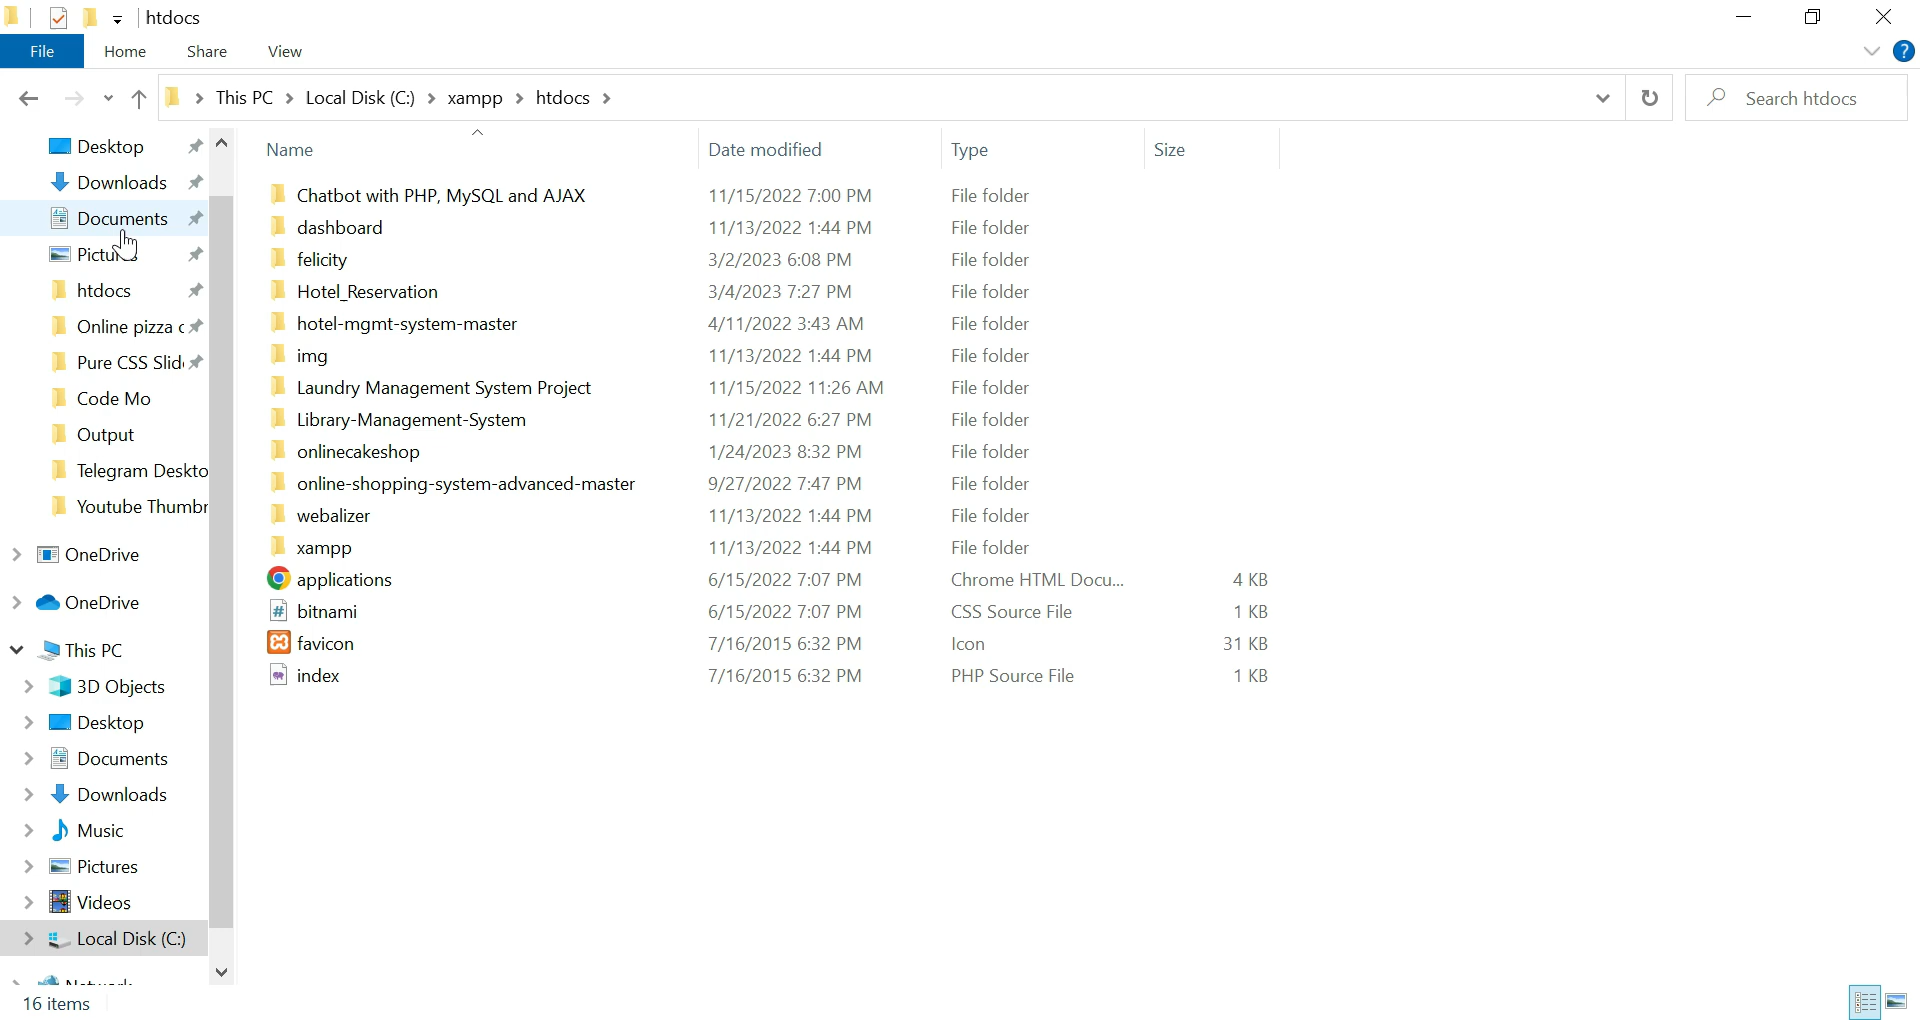 htdocs
File Home Share View
This PC Local Disk (C:) xampp htdocs Search htdocs
Desktop
Downloads
Documents
htdocs
Online pizza
Pure CSS
Code Mo
Output
Telegram
Youtube
OneDrive
OneDrive
This PC
3D Objects
Desktop
Documents
Downloads
Music
Pictures
Videos
Local Disk (C:)
Name Date modified Type Size
Chatbot with PHP, MySQL and AJAX 11/15/2022 7:00 PM File folder
dashboard 11/13/2022 1:44 PM File folder
felicity 3/2/2023 6:08 PM File folder
Hotel_Reservation 3/4/2023 7:27 PM File folder
hotel-mgmt-system-master 4/11/2022 3:43 AM File folder
img 11/13/2022 1:44 PM File folder
Laundry Management System Project 11/15/2022 11:26 AM File folder
Library-Management-System 11/21/2022 6:27 PM File folder
onlinecakeshop 1/24/2023 8:32 PM File folder
online-shopping-system-advanced-master 9/27/2022 7:47 PM File folder
webalizer 11/13/2022 1:44 PM File folder
xampp 11/13/2022 1:44 PM File folder
applications 6/15/2022 7:07 PM Chrome HTML Docu... 4 KB
bitnami 6/15/2022 7:07 PM CSS Source File 1 KB
favicon 7/16/2015 6:32 PM Icon 31 KB
index 7/16/2015 6:32 PM PHP Source File 1 KB
16 items